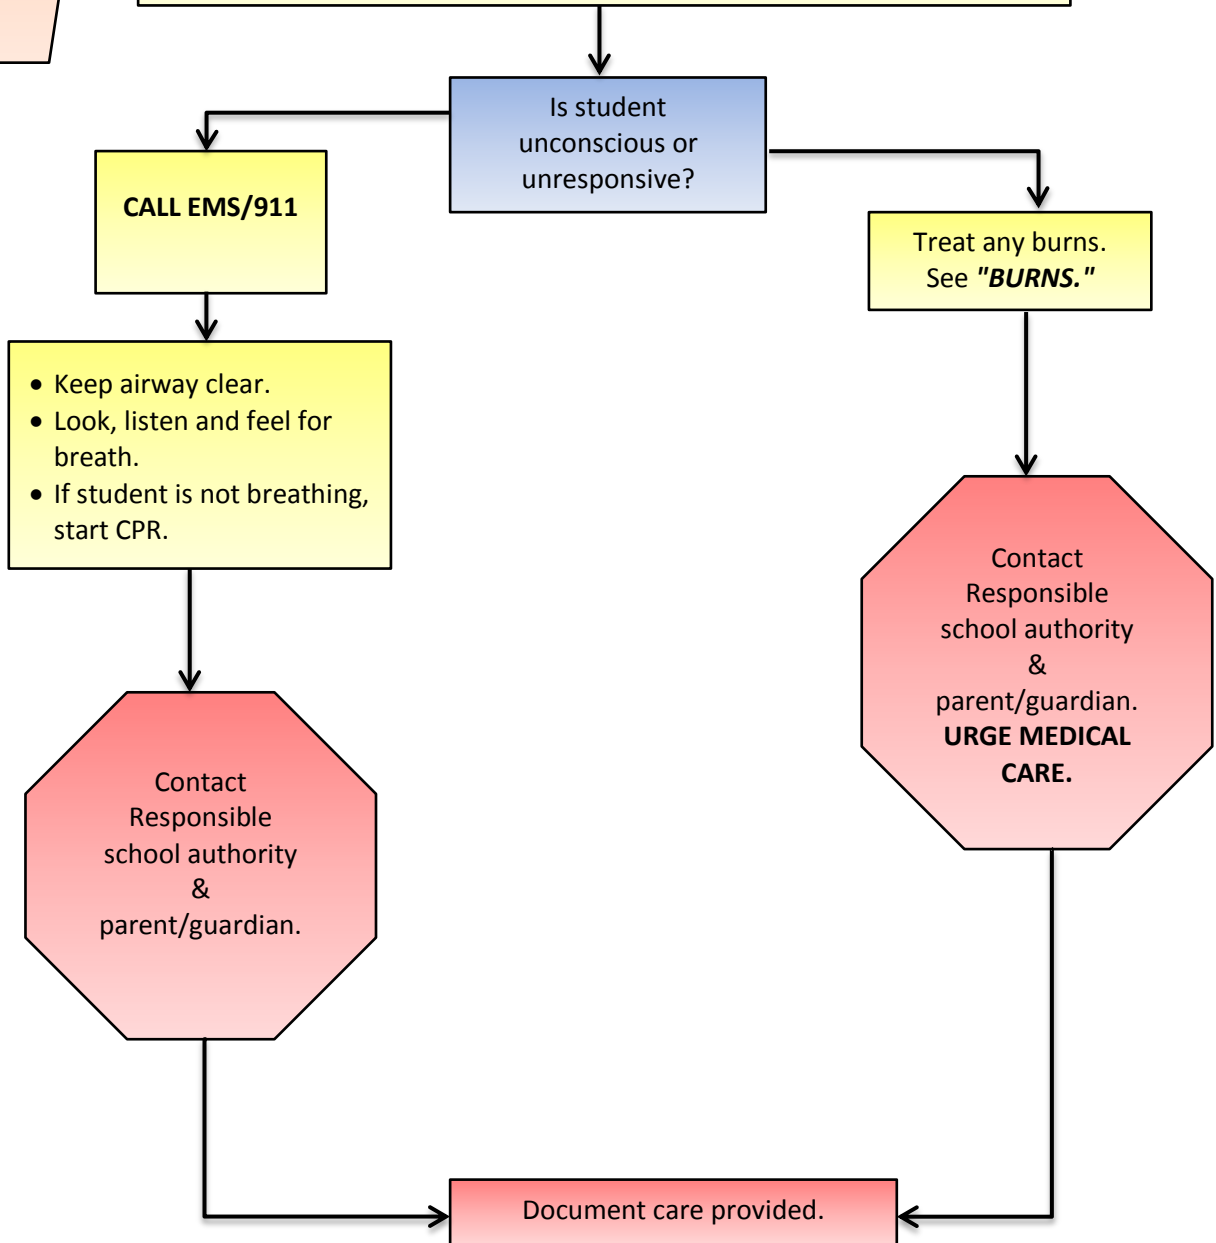 Is student
unconscious or
unresponsive?
CALL EMS/911
Treat any burns.
See "BURNS."
• Keep airway clear.
• Look, listen and feel for
breath.
• If student is not breathing,
start CPR.
Contact
Responsible
school authority
&
parent/guardian.
URGE MEDICAL
CARE.
Contact
Responsible
school authority
&
parent/guardian.
Document care provided.